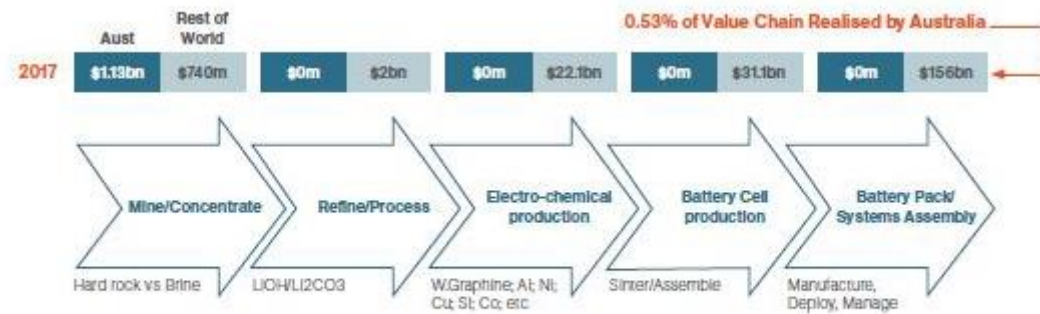 Rest of
World
Aust
0.53% of Value Chain Realised by Australia
2017
$1.13bn $740m $0m $2bn $0m $22.1bn $0m $31.1bn $0m $156bn
Mine/Concentrate
Refine/Process
Electro-chemical
production
Battery Cell
production
Battery Pack/
Systems Assembly
Hard rock vs Brine
LiOH/Li2CO3
W.Graphine; Al; Ni;
Cu; Si; Co; etc
Sinter/Assemble
Manufacture,
Deploy, Manage